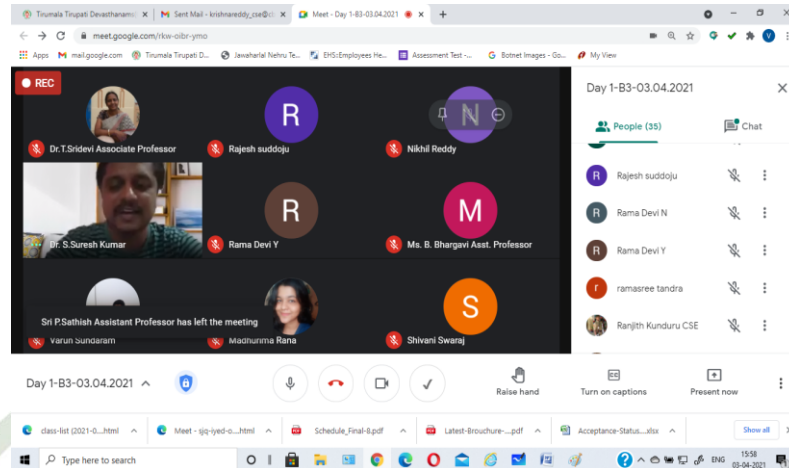 Tirumala Tirupati Devasthanams
Sent Mail - krishnareddy_cse@c
Meet - Day 1-B3-03.04.2021
meet.google.com/rkw-oibr-ymo
Apps
mail.google.com
Tirumala Tirupati D...
Jawaharlal Nehru Te...
EHS:Employees He...
Assessment Test -...
Botnet Images - Go...
My View
REC
R
N
Dr.T.Sridevi Associate Professor
Rajesh suddoju
Nikhil Reddy
R
M
Dr. S.Suresh Kumar
Rama Devi Y
Ms. B. Bhargavi Asst. Professor
S
Sri P.Sathish Assistant Professor has left the meeting
Varun Sundaram
Madhurima Rana
Shivani Swaraj
Day 1-B3-03.04.2021
People (35)
Chat
R Rajesh suddoju
R Rama Devi N
R Rama Devi Y
r ramasree tandra
Ranjith Kunduru CSE
Day 1-B3-03.04.2021
Raise hand
Turn on captions
Present now
class-list (2021-0....html
Meet - sjq-iyed-o....html
Schedule_Final-8.pdf
Latest-Brouchure-....pdf
Acceptance-Status....xlsx
Show all
Type here to search
ENG
15:58
03-04-2021